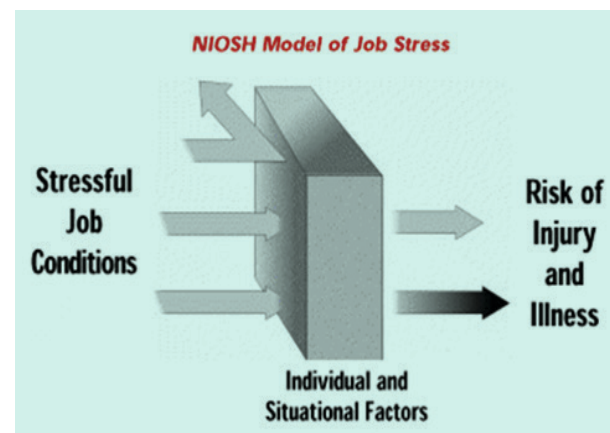 NIOSH Model of Job Stress
Stressful
Job
Conditions
Risk of
Injury
and
Illness
Individual and
Situational Factors